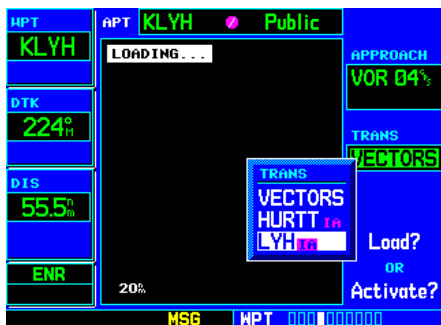 WPT
KLYH
APT KLYH Public
LOADING...
APPROACH
VOR 04
DTK
224°M
TRANS
VECTORS
TRANS
VECTORS
HURTT IA
LYH IA
DIS
55.5nm
Load?
OR
Activate?
ENR
20
MSG
WPT